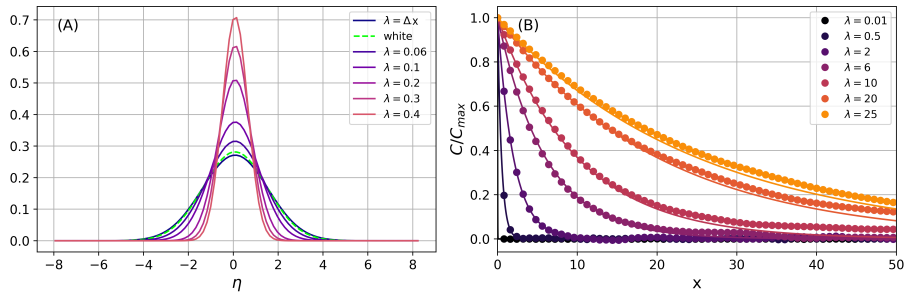 (A)
λ = Δx
white
λ = 0.06
λ = 0.1
λ = 0.2
λ = 0.3
λ = 0.4
0.7
0.6
0.5
0.4
0.3
0.2
0.1
0.0
−8 −6 −4 −2 0 2 4 6 8
η
(B)
λ = 0.01
λ = 0.5
λ = 2
λ = 6
λ = 10
λ = 20
λ = 25
C/C_max
1.0
0.8
0.6
0.4
0.2
0.0
0 10 20 30 40 50
x